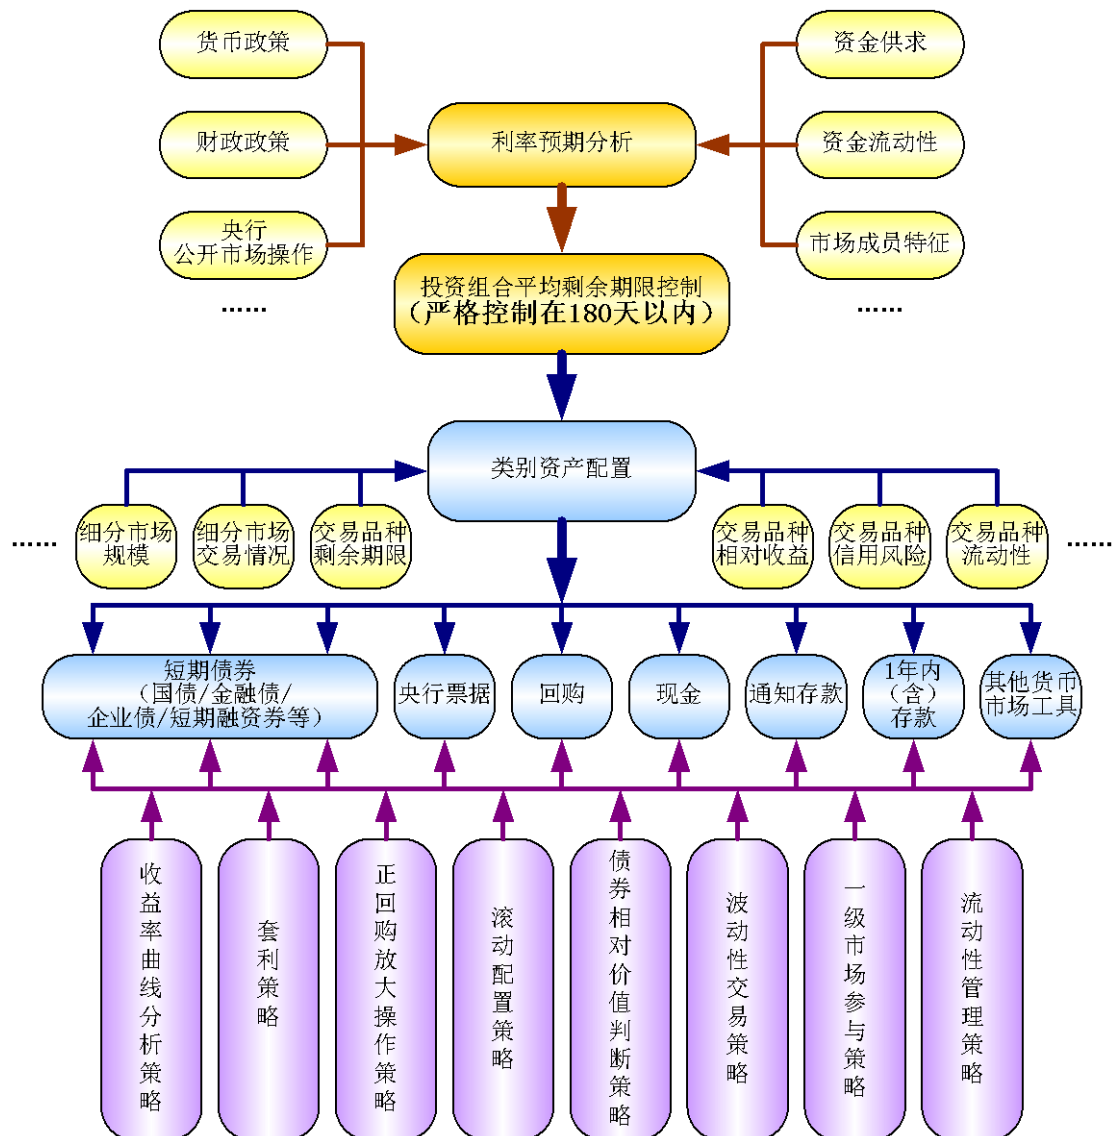 货币政策
资金供求
财政政策
利率预期分析
资金流动性
央行
公开市场操作
市场成员特征
......
投资组合平均剩余期限控制
（严格控制在180天以内）
......
类别资产配置
......
细分市场
规模
细分市场
交易情况
交易品种
剩余期限
交易品种
相对收益
交易品种
信用风险
交易品种
流动性
......
短期债券
（国债/金融债/
企业债/短期融资券等）
央行票据
回购
现金
通知存款
1年内
（含）
存款
其他货币
市场工具
收益率曲线分析策略
套利策略
正回购放大操作策略
滚动配置策略
债券相对价值判断策略
波动性交易策略
一级市场参与策略
流动性管理策略